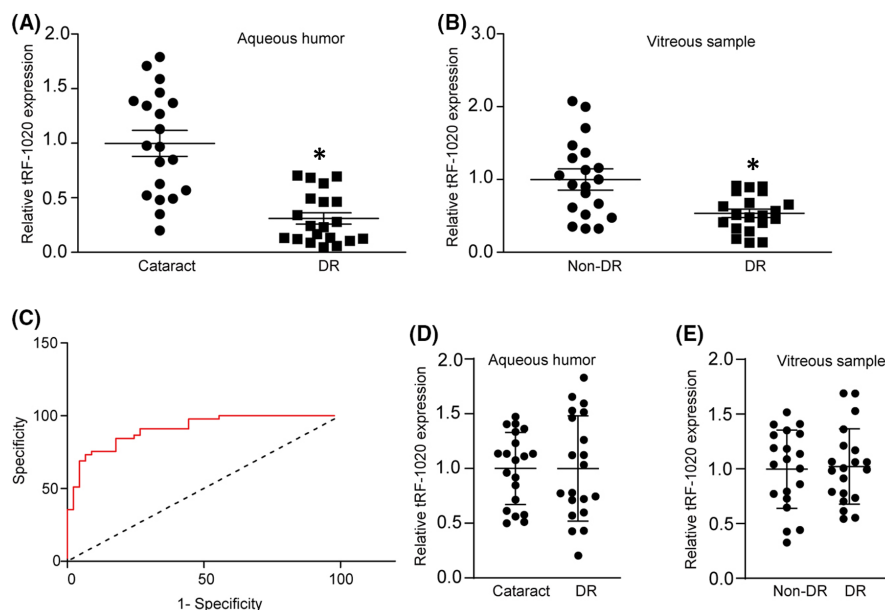 (A)
Aqueous humor
Relative tRF-1020 expression
2.0
1.5
1.0
0.5
0.0
*
Cataract
DR
(B)
Vitreous sample
Relative tRF-1020 expression
3.0
2.0
1.0
0.0
*
Non-DR
DR
(C)
Specificity
150
100
50
0
0
50
100
1- Specificity
(D)
Aqueous humor
Relative tRF-1020 expression
2.0
1.5
1.0
0.5
0.0
Cataract
DR
(E)
Vitreous sample
Relative tRF-1020 expression
2.0
1.5
1.0
0.5
0.0
Non-DR
DR